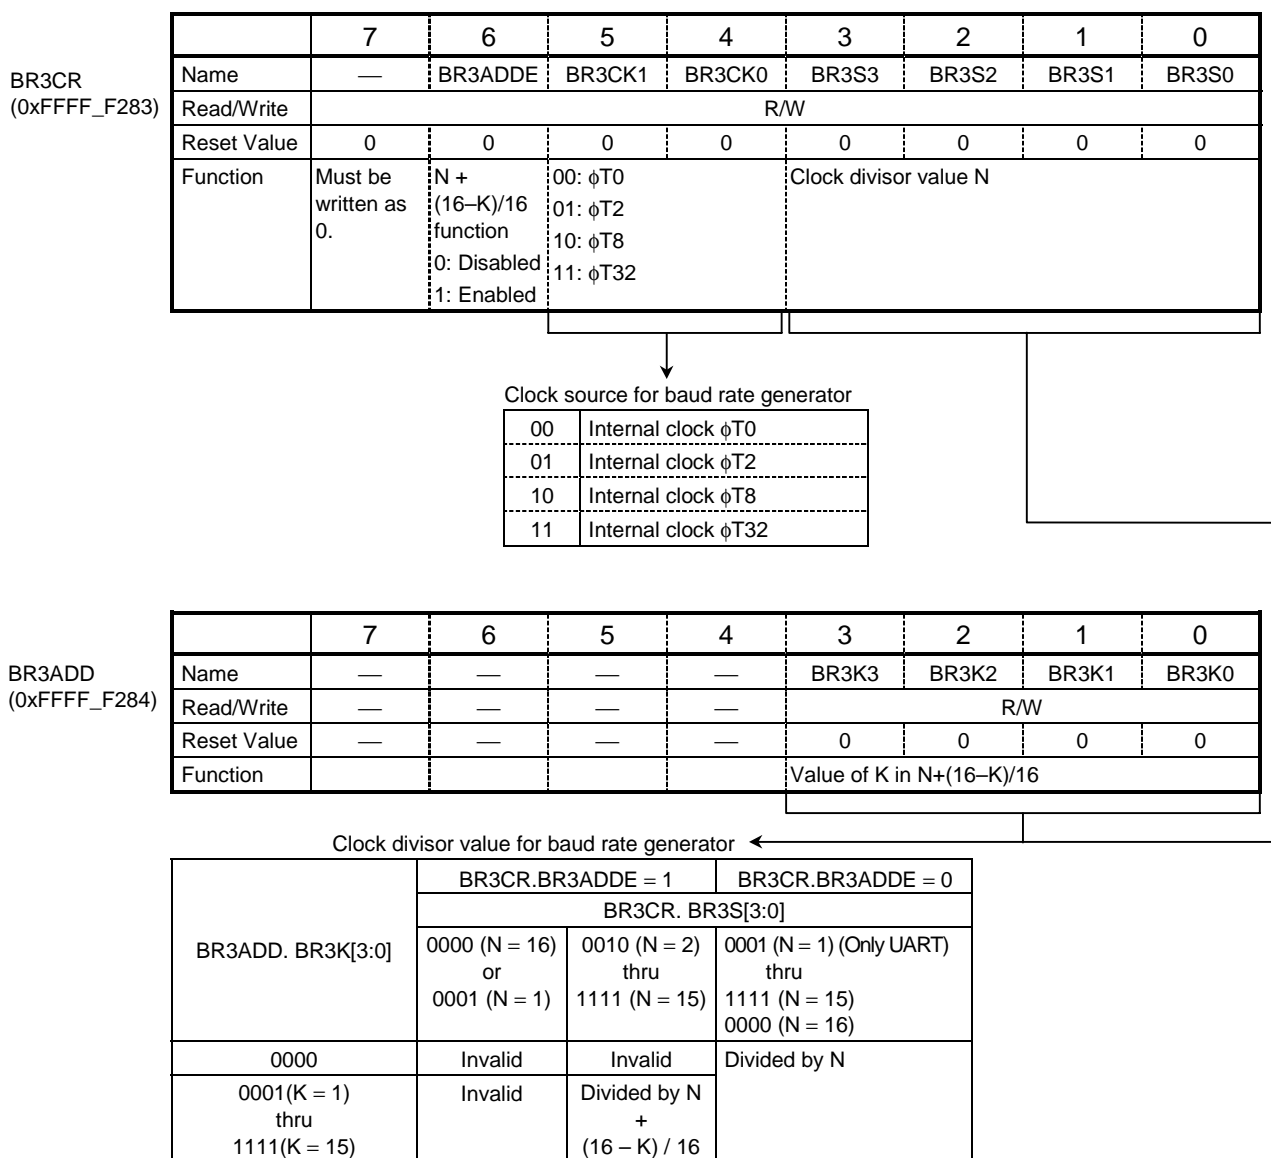 7 6 5 4 3 2 1 0
BR3CR
(0xFFFF_F283)
Name — BR3ADDE BR3CK1 BR3CK0 BR3S3 BR3S2 BR3S1 BR3S0
Read/Write R/W
Reset Value 0 0 0 0 0 0 0 0
Function
Must be
written as
0.
N +
(16–K)/16
function
0: Disabled
1: Enabled
00: ϕT0
01: ϕT2
10: ϕT8
11: ϕT32
Clock divisor value N
Clock source for baud rate generator
00 Internal clock ϕT0
01 Internal clock ϕT2
10 Internal clock ϕT8
11 Internal clock ϕT32
7 6 5 4 3 2 1 0
BR3ADD
(0xFFFF_F284)
Name — — — — BR3K3 BR3K2 BR3K1 BR3K0
Read/Write — — — — R/W
Reset Value — — — — 0 0 0 0
Function Value of K in N+(16–K)/16
Clock divisor value for baud rate generator
BR3ADD. BR3K[3:0]
BR3CR.BR3ADDE = 1 BR3CR.BR3ADDE = 0
BR3CR. BR3S[3:0]
0000 (N = 16)
or
0001 (N = 1)
0010 (N = 2)
thru
1111 (N = 15)
0001 (N = 1) (Only UART)
thru
1111 (N = 15)
0000 (N = 16)
0000 Invalid Invalid Divided by N
0001(K = 1)
thru
1111(K = 15)
Invalid
Divided by N
+
(16 – K) / 16